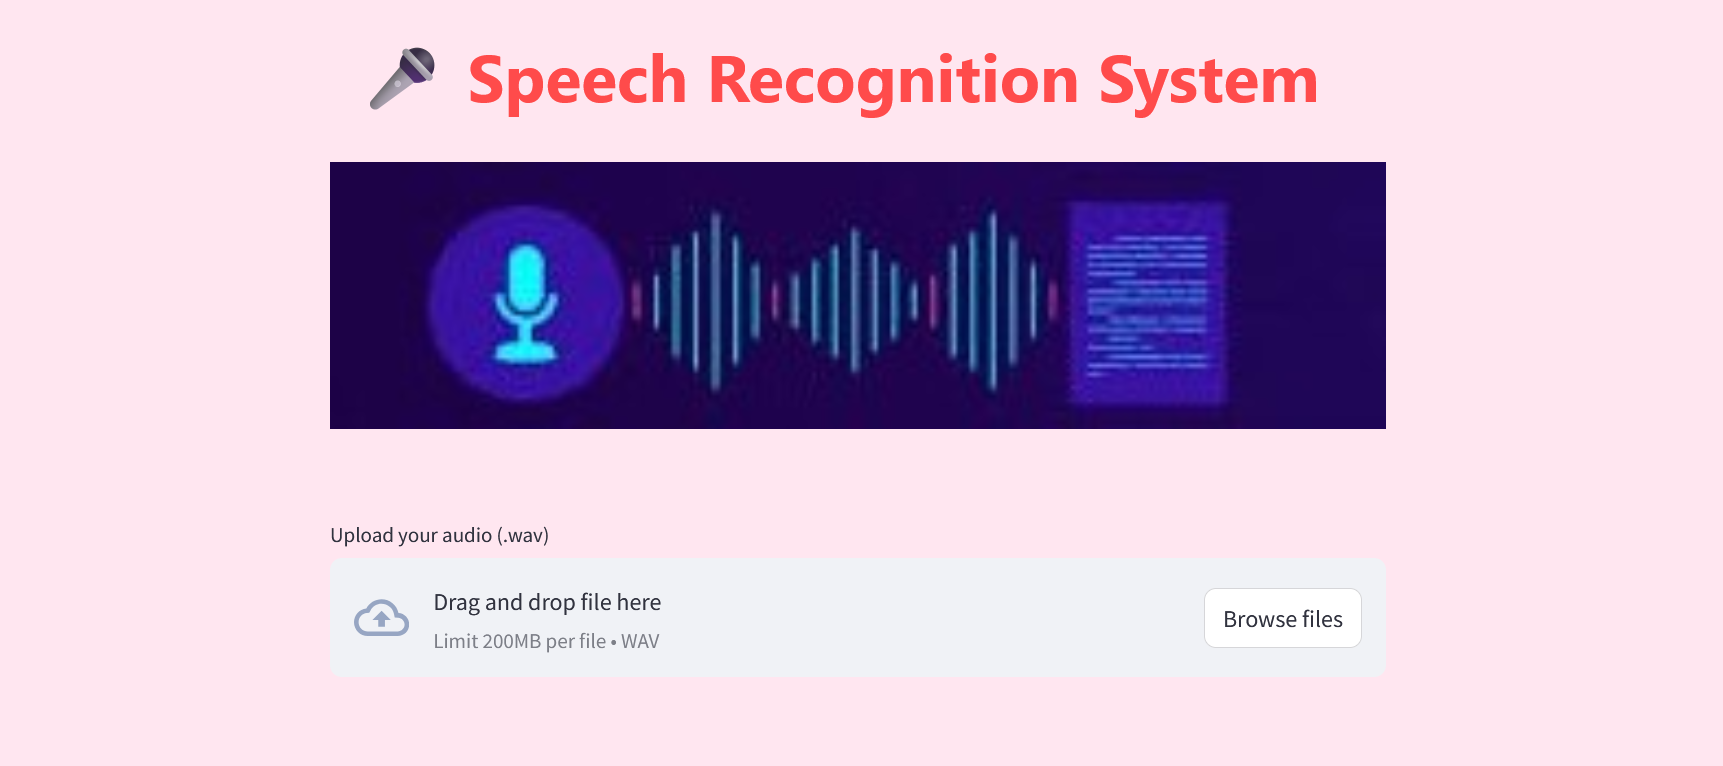 Speech Recognition System
Upload your audio (.wav)
Drag and drop file here
Limit 200MB per file • WAV
Browse files